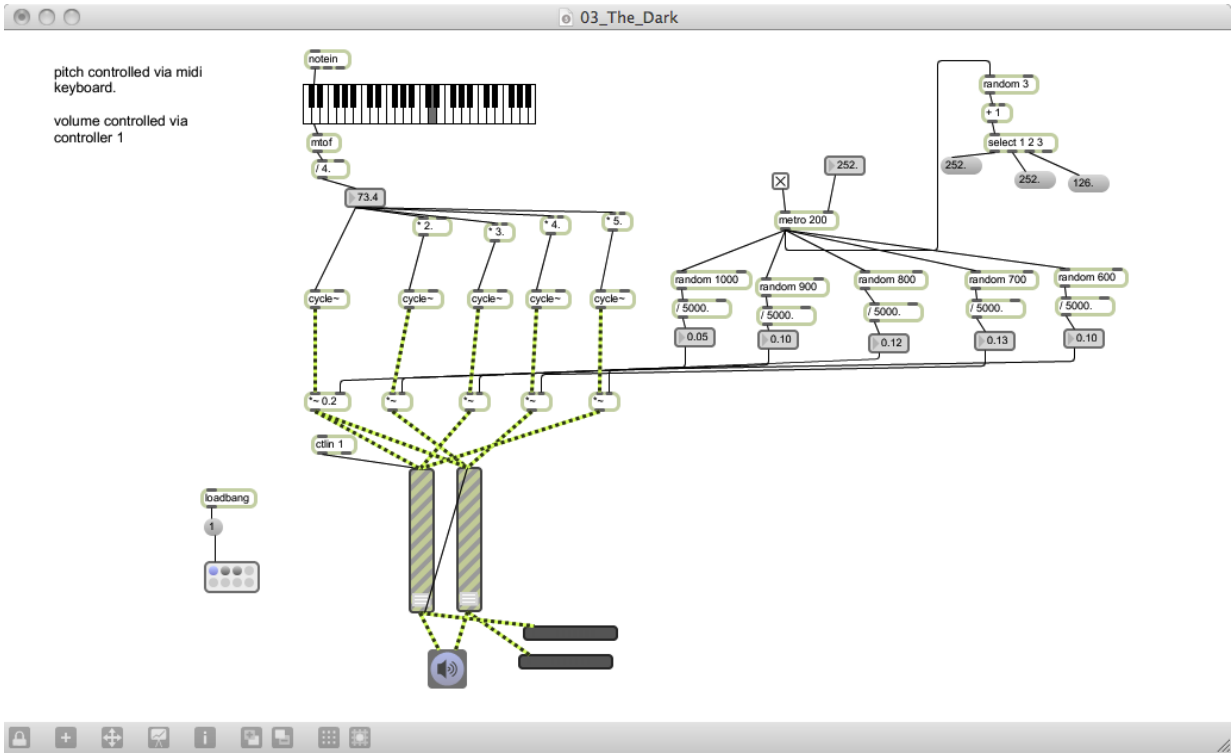 03_The_Dark
pitch controlled via midi
keyboard.
volume controlled via
controller 1
notein
mtof
/ 4.
73.4
* 2.
* 3.
* 4.
* 5.
cycle~
cycle~
cycle~
cycle~
cycle~
*~ 0.2
*~
*~
*~
*~
ctlin 1
loadbang
1
random 3
+ 1
select 1 2 3
252.
252.
126.
252.
metro 200
random 1000
random 900
random 800
random 700
random 600
/ 5000.
/ 5000.
/ 5000.
/ 5000.
/ 5000.
0.05
0.10
0.12
0.13
0.10